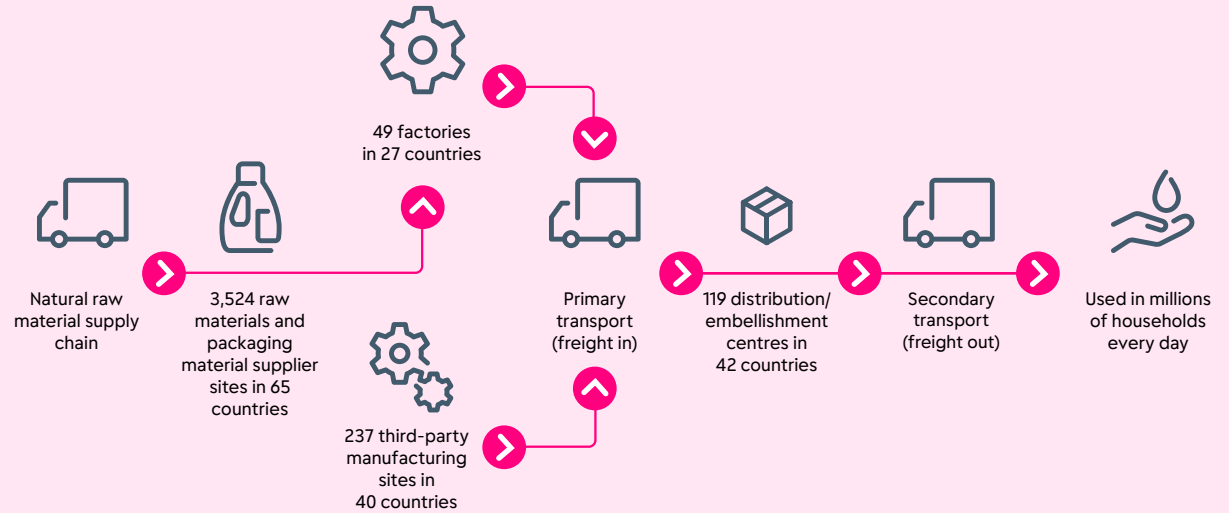 49 factories
in 27 countries
Natural raw
material supply
chain
3,524 raw
materials and
packaging
material supplier
sites in 65
countries
237 third-party
manufacturing
sites in
40 countries
Primary
transport
(freight in)
119 distribution/
embellishment
centres in
42 countries
Secondary
transport
(freight out)
Used in millions
of households
every day